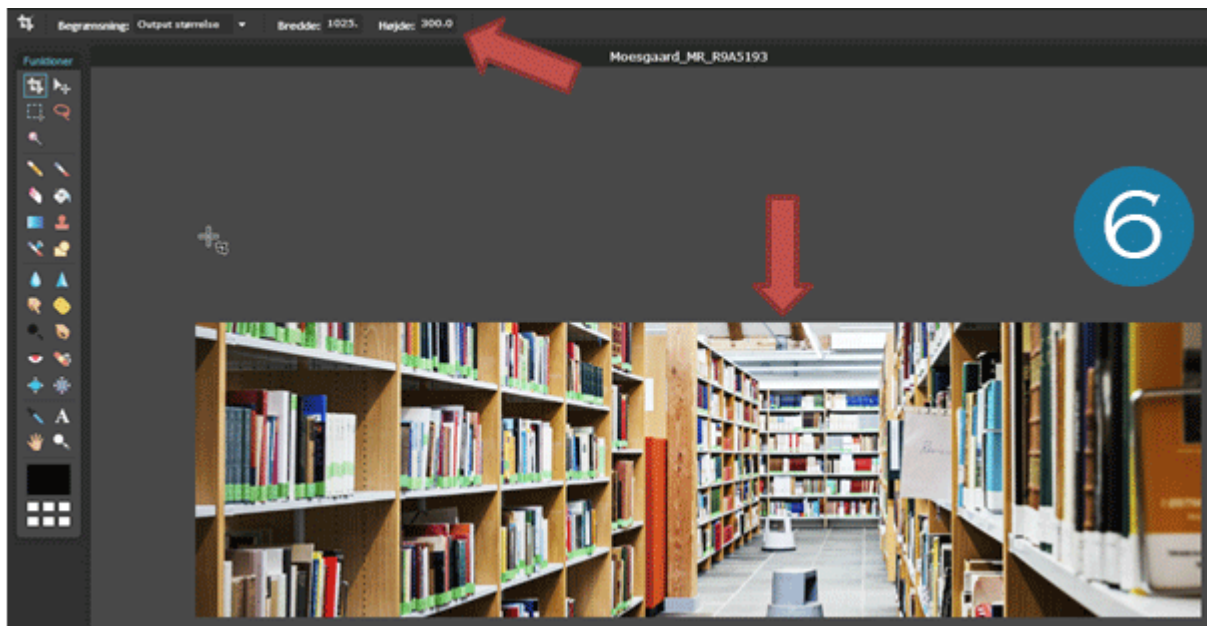 Begrænsning: Output størrelse Bredde: 1025. Højde: 300.0
Funktioner
Moesgaard_MR_R9A5193
6
A